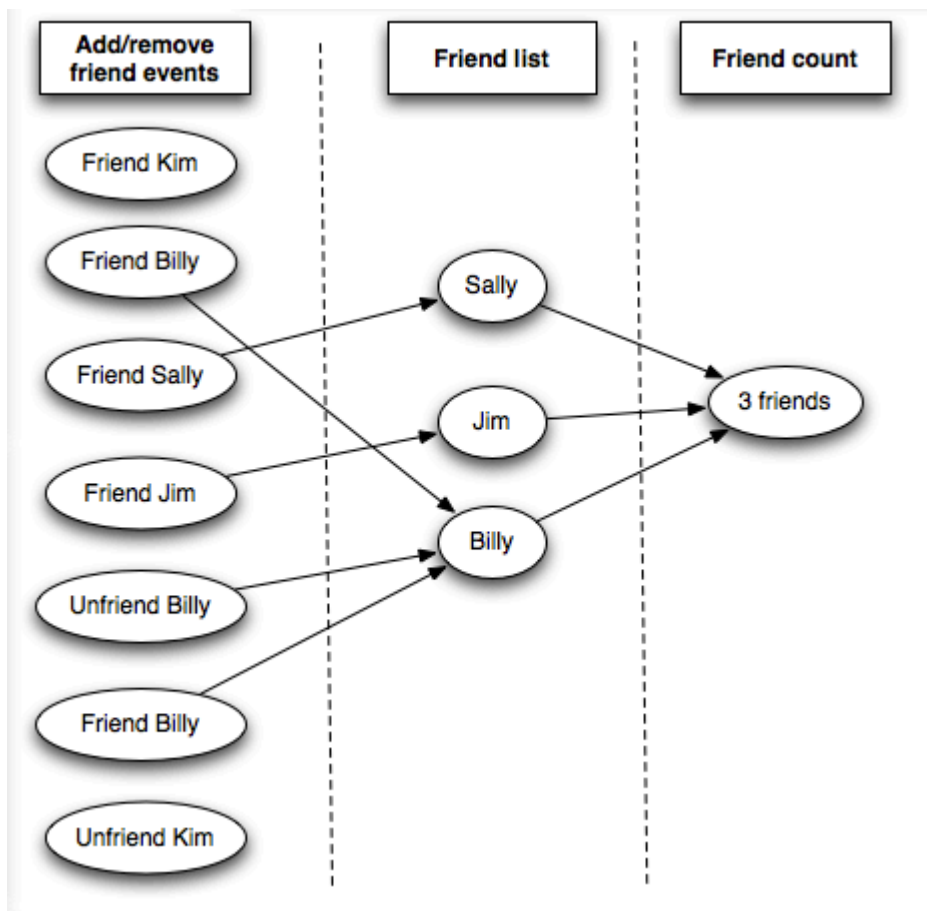 Add/remove
friend events
Friend list
Friend count
Friend Kim
Friend Billy
Sally
Friend Sally
3 friends
Jim
Friend Jim
Billy
Unfriend Billy
Friend Billy
Unfriend Kim